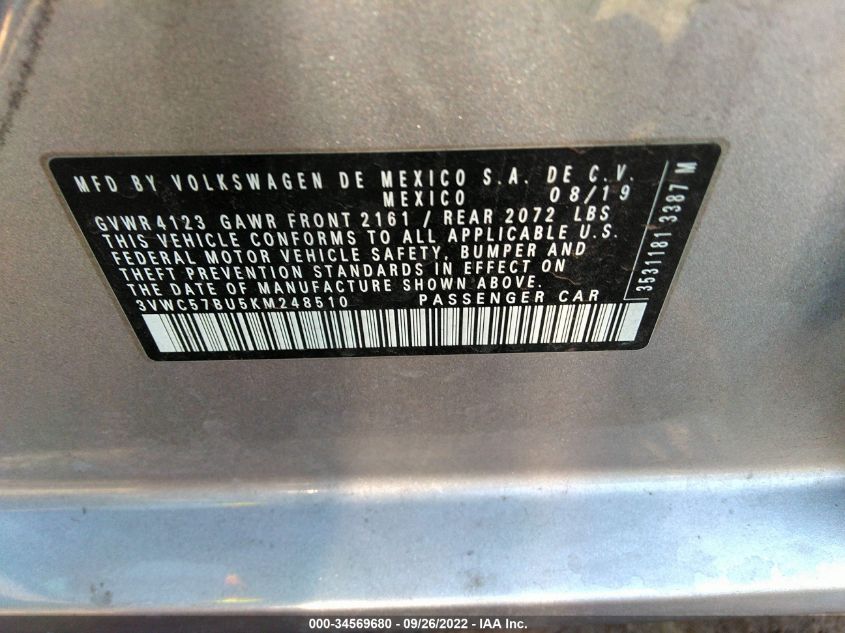 MFD BY VOLKSWAGEN DE MEXICO S.A. DE C.V.
MEXICO 08/19
GVWR 4123 GAWR FRONT 2161 / REAR 2072 LBS
THIS VEHICLE CONFORMS TO ALL APPLICABLE U.S.
FEDERAL MOTOR VEHICLE SAFETY, BUMPER AND
THEFT PREVENTION STANDARDS IN EFFECT ON
THE DATE OF MANUFACTURE SHOWN ABOVE.
3VWC57BU5KM248510 PASSENGER CAR
3531181 3387 M
000-34569680 - 09/26/2022 - IAA Inc.